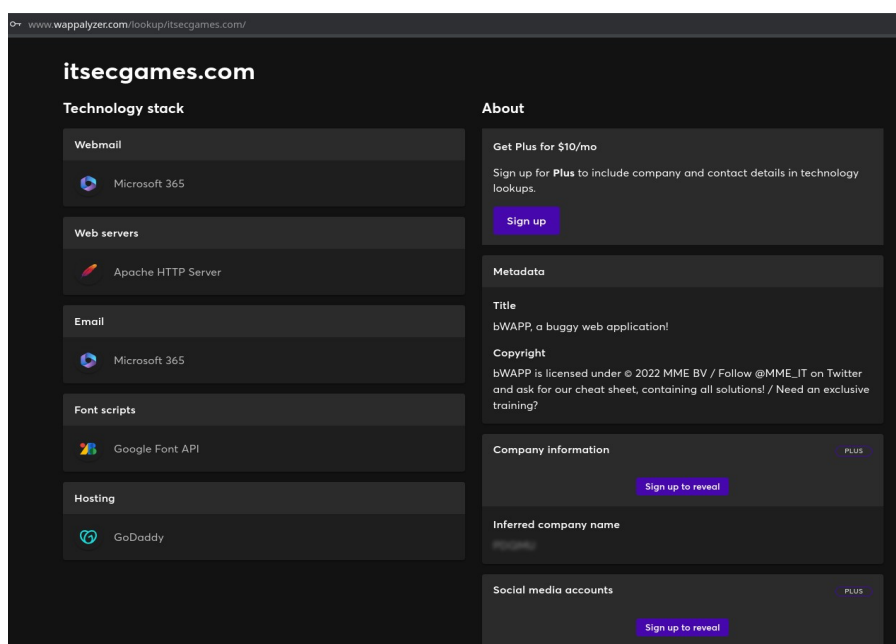 www.wappalyzer.com/lookup/itsecgames.com/
itsecgames.com
Technology stack
Webmail
Microsoft 365
Web servers
Apache HTTP Server
Email
Microsoft 365
Font scripts
Google Font API
Hosting
GoDaddy
About
Get Plus for $10/mo
Sign up for Plus to include company and contact details in technology
lookups.
Sign up
Metadata
Title
bWAPP, a buggy web application!
Copyright
bWAPP is licensed under © 2022 MME BV / Follow @MME_IT on Twitter
and ask for our cheat sheet, containing all solutions! / Need an exclusive
training?
Company information
PLUS
Sign up to reveal
Inferred company name
Social media accounts
PLUS
Sign up to reveal